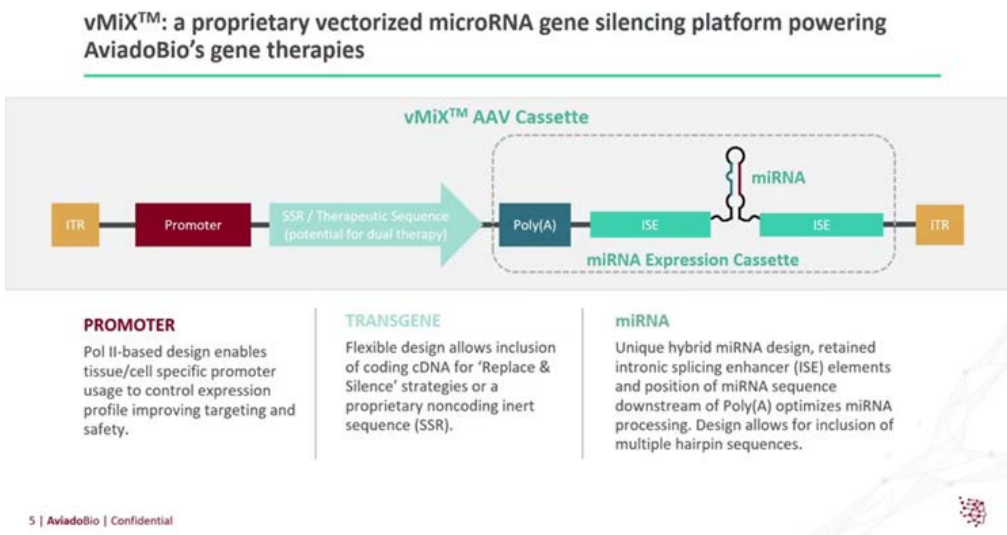 vMiX™: a proprietary vectorized microRNA gene silencing platform powering
AviadoBio's gene therapies
vMiX™ AAV Cassette
miRNA
ITR
Promoter
SSR / Therapeutic Sequence
(potential for dual therapy)
Poly(A)
ISE
ISE
ITR
miRNA Expression Cassette
PROMOTER
Pol II-based design enables
tissue/cell specific promoter
usage to control expression
profile improving targeting and
safety.
TRANSGENE
Flexible design allows inclusion
of coding cDNA for ‘Replace &
Silence’ strategies or a
proprietary noncoding inert
sequence (SSR).
miRNA
Unique hybrid miRNA design, retained
intronic splicing enhancer (ISE) elements
and position of miRNA sequence
downstream of Poly(A) optimizes miRNA
processing. Design allows for inclusion of
multiple hairpin sequences.
5 | AviadoBio | Confidential